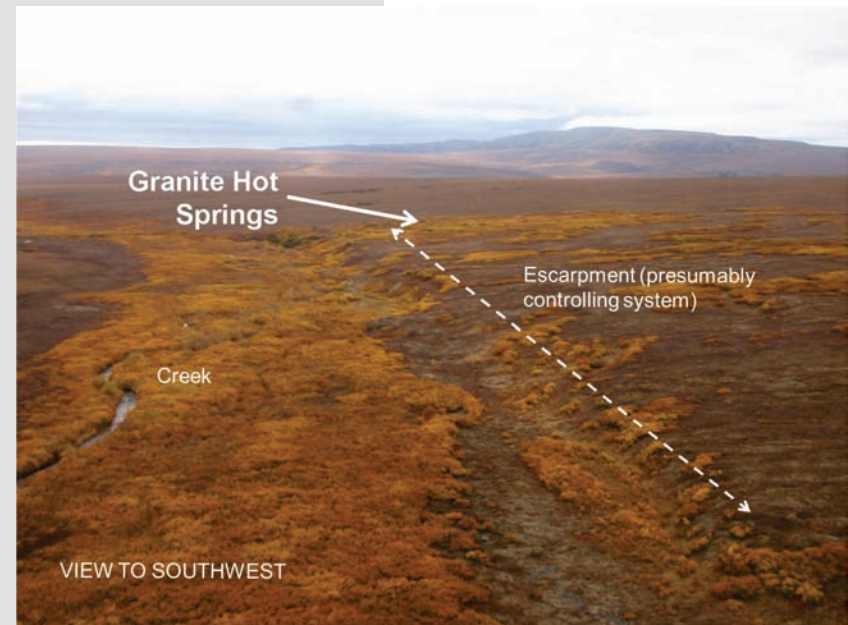 Granite Hot
Springs
Escarpment (presumably
controlling system)
Creek
VIEW TO SOUTHWEST